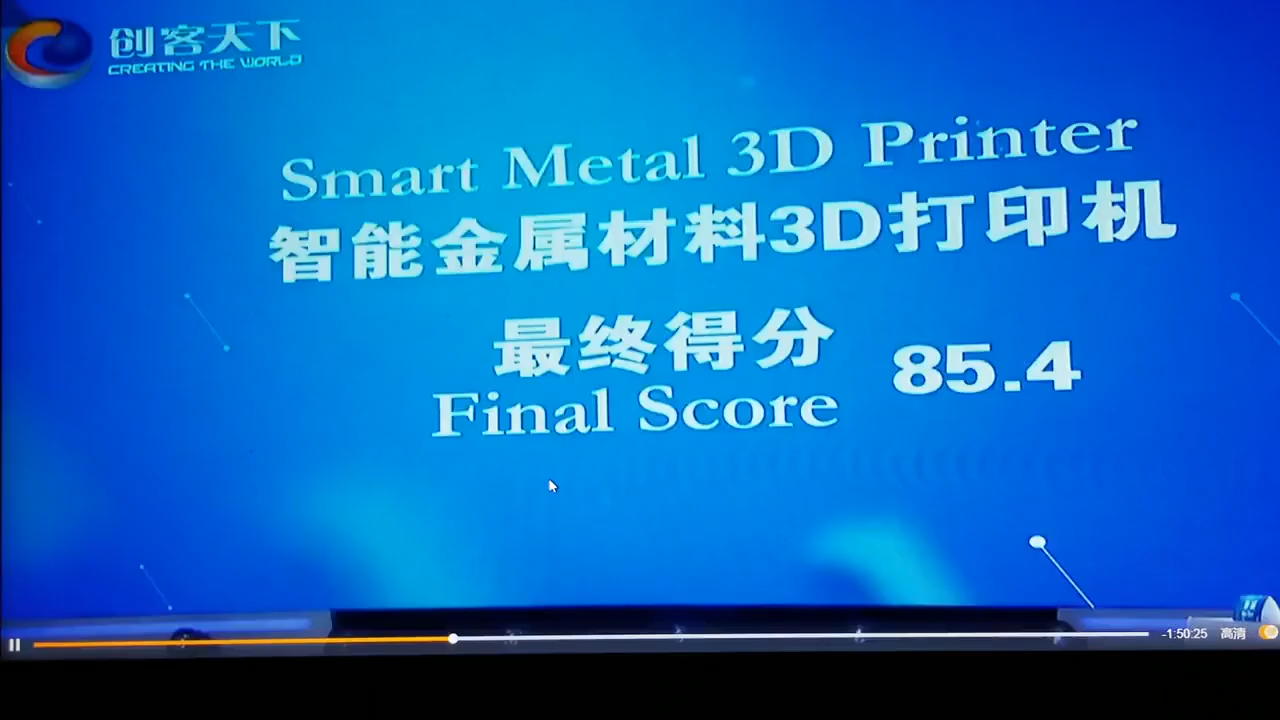 创客天下
CREATING THE WORLD
Smart Metal 3D Printer
智能金属材料3D打印机
最终得分 85.4
Final Score
-1:50:25 高清